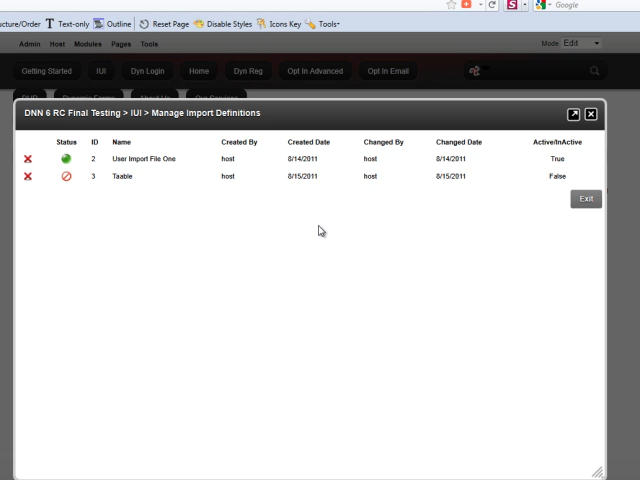 ucture/Order Text-only Outline Reset Page Disable Styles Icons Key Tools
Google
Admin Host Modules Pages Tools Mode: Edit
Getting Started IUI Dyn Login Home Dyn Reg Opt In Advanced Opt In Email
DNN 6 RC Final Testing > IUI > Manage Import Definitions
Status ID Name Created By Created Date Changed By Changed Date Active/InActive
2 User Import File One host 8/14/2011 host 8/14/2011 True
3 Taable host 8/15/2011 host 8/15/2011 False
Exit